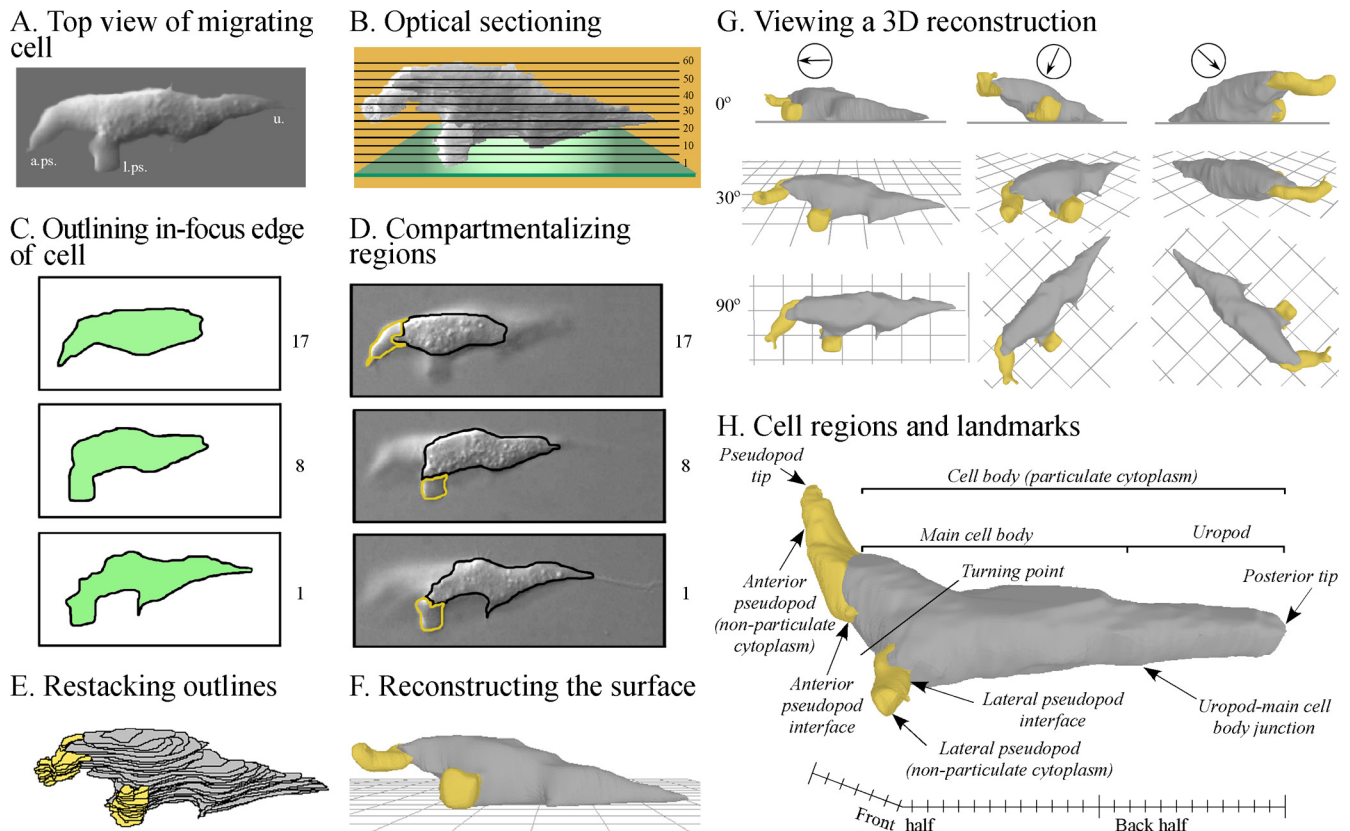 A. Top view of migrating
cell
a.ps.
l.ps.
u.
B. Optical sectioning
60
50
40
30
25
20
15
10
5
1
C. Outlining in-focus edge
of cell
17
8
1
D. Compartmentalizing
regions
17
8
1
E. Restacking outlines
F. Reconstructing the surface
G. Viewing a 3D reconstruction
0º
30º
90º
H. Cell regions and landmarks
Pseudopod
tip
Cell body (particulate cytoplasm)
Main cell body
Uropod
Turning point
Posterior tip
Anterior
pseudopod
(non-particulate
cytoplasm)
Anterior
pseudopod
interface
Lateral pseudopod
interface
Uropod-main cell
body junction
Lateral pseudopod
(non-particulate cytoplasm)
Front half
Back half